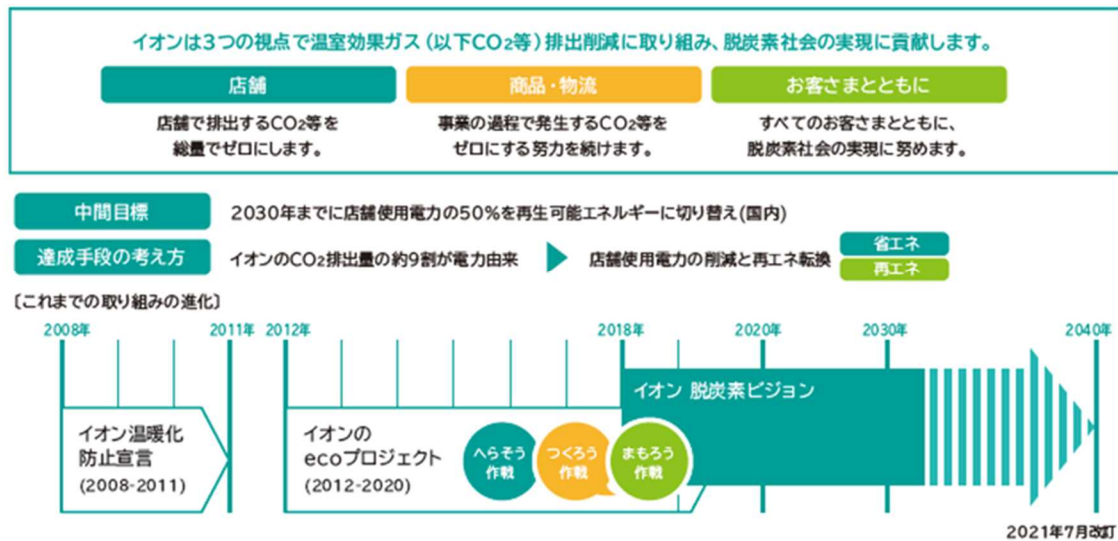 イオンは3つの視点で温室効果ガス(以下CO₂等)排出削減に取り組み、脱炭素社会の実現に貢献します。
店舗
商品・物流
お客さまとともに
店舗で排出するCO₂等を
総量でゼロにします。
事業の過程で発生するCO₂等を
ゼロにする努力を続けます。
すべてのお客さまとともに、
脱炭素社会の実現に努めます。
中間目標
2030年までに店舗使用電力の50%を再生可能エネルギーに切り替え(国内)
達成手段の考え方
イオンのCO₂排出量の約9割が電力由来
店舗使用電力の削減と再エネ転換
省エネ
再エネ
〔これまでの取り組みの進化〕
2008年
2011年
2012年
2018年
2020年
2030年
2040年
イオン 脱炭素ビジョン
イオン温暖化
防止宣言
(2008-2011)
イオンの
ecoプロジェクト
(2012-2020)
へらそう
作戦
つくろう
作戦
まもろう
作戦
2021年7月改訂